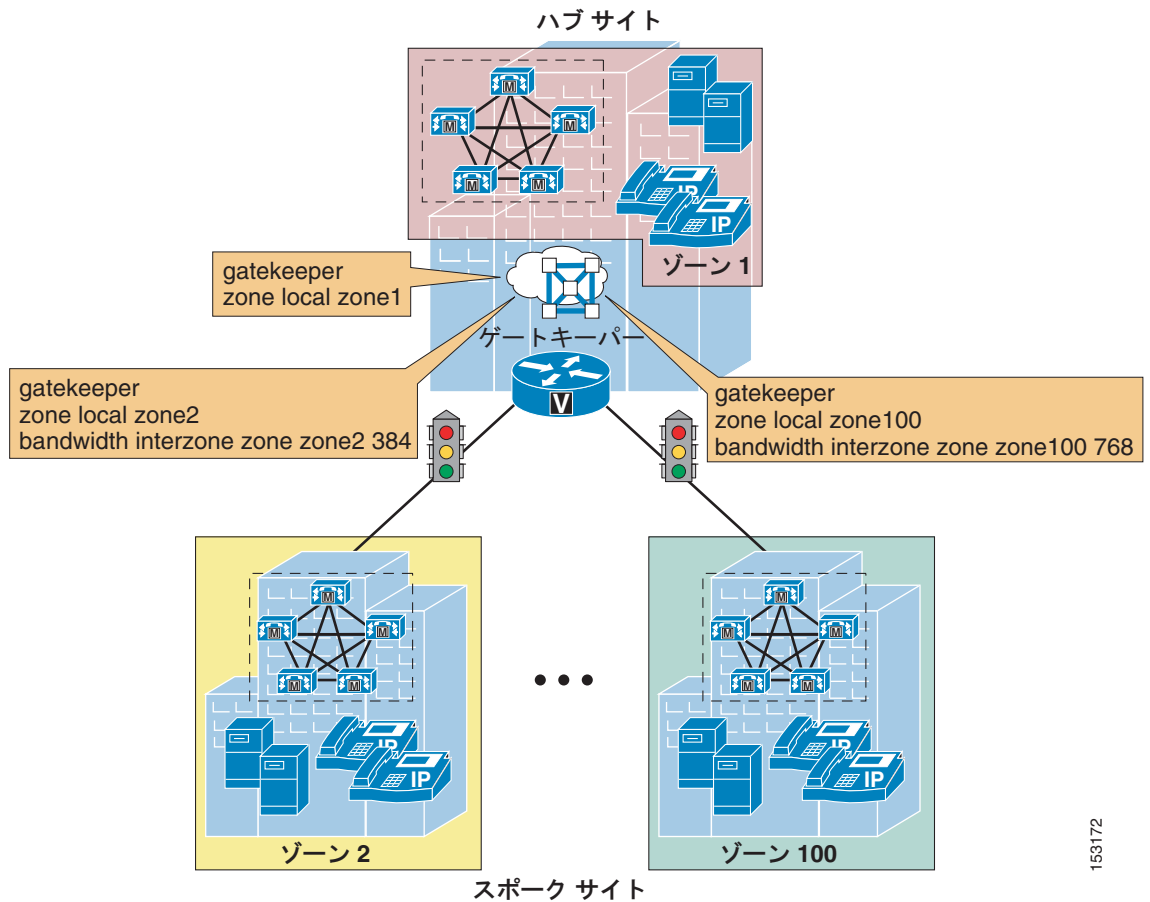 ハブ サイト
M
M
M
M
M
IP
IP
ゾーン 1
gatekeeper
zone local zone1
ゲートキーパー
gatekeeper
zone local zone2
bandwidth interzone zone zone2 384
gatekeeper
zone local zone100
bandwidth interzone zone zone100 768
V
M
M
M
M
M
IP
IP
ゾーン 2
M
M
M
M
M
IP
IP
ゾーン 100
スポーク サイト
153172